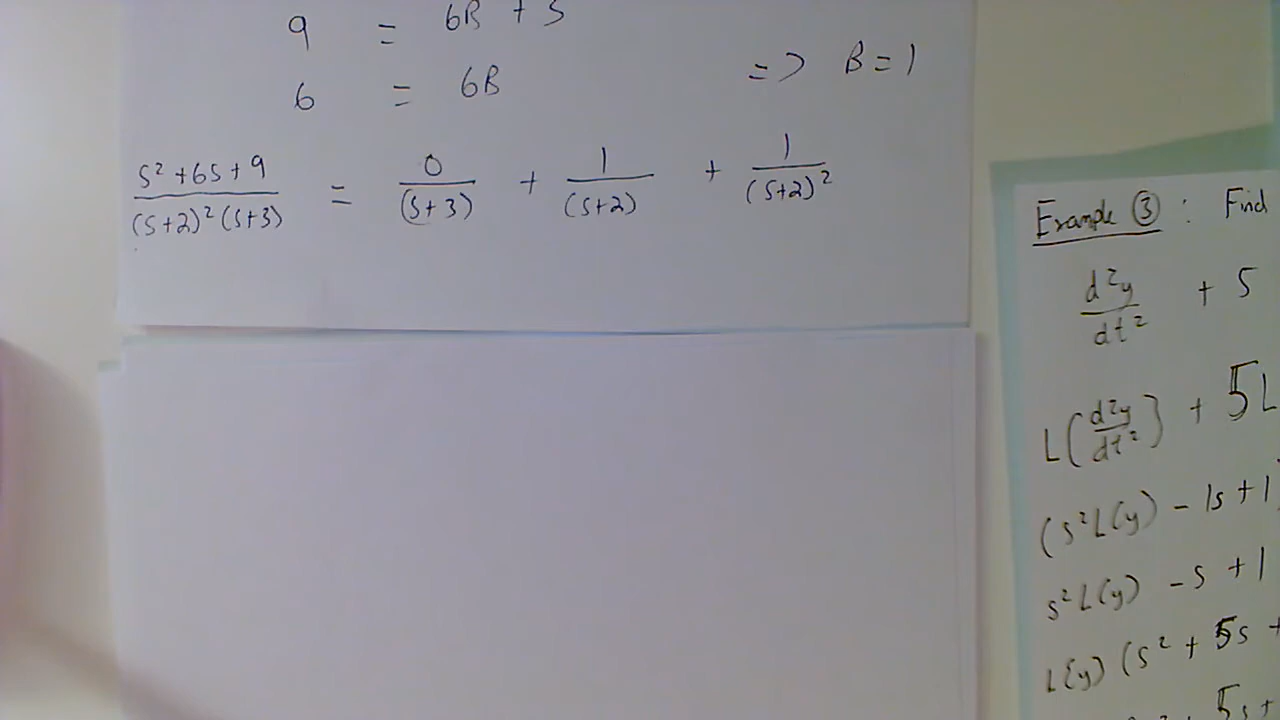 9 = 6B + 3
6 = 6B => B = 1
s² + 6s + 9 / (s+2)² (s+3) = 0 / (s+3) + 1 / (s+2) + 1 / (s+2)²
Example ③ : Find
d²y / dt² + 5
L(d²y / dt²) + 5L
(s²L(y) - 1s + 1
s²L(y) - s + 1
L(y) (s² + 5s +
5s +